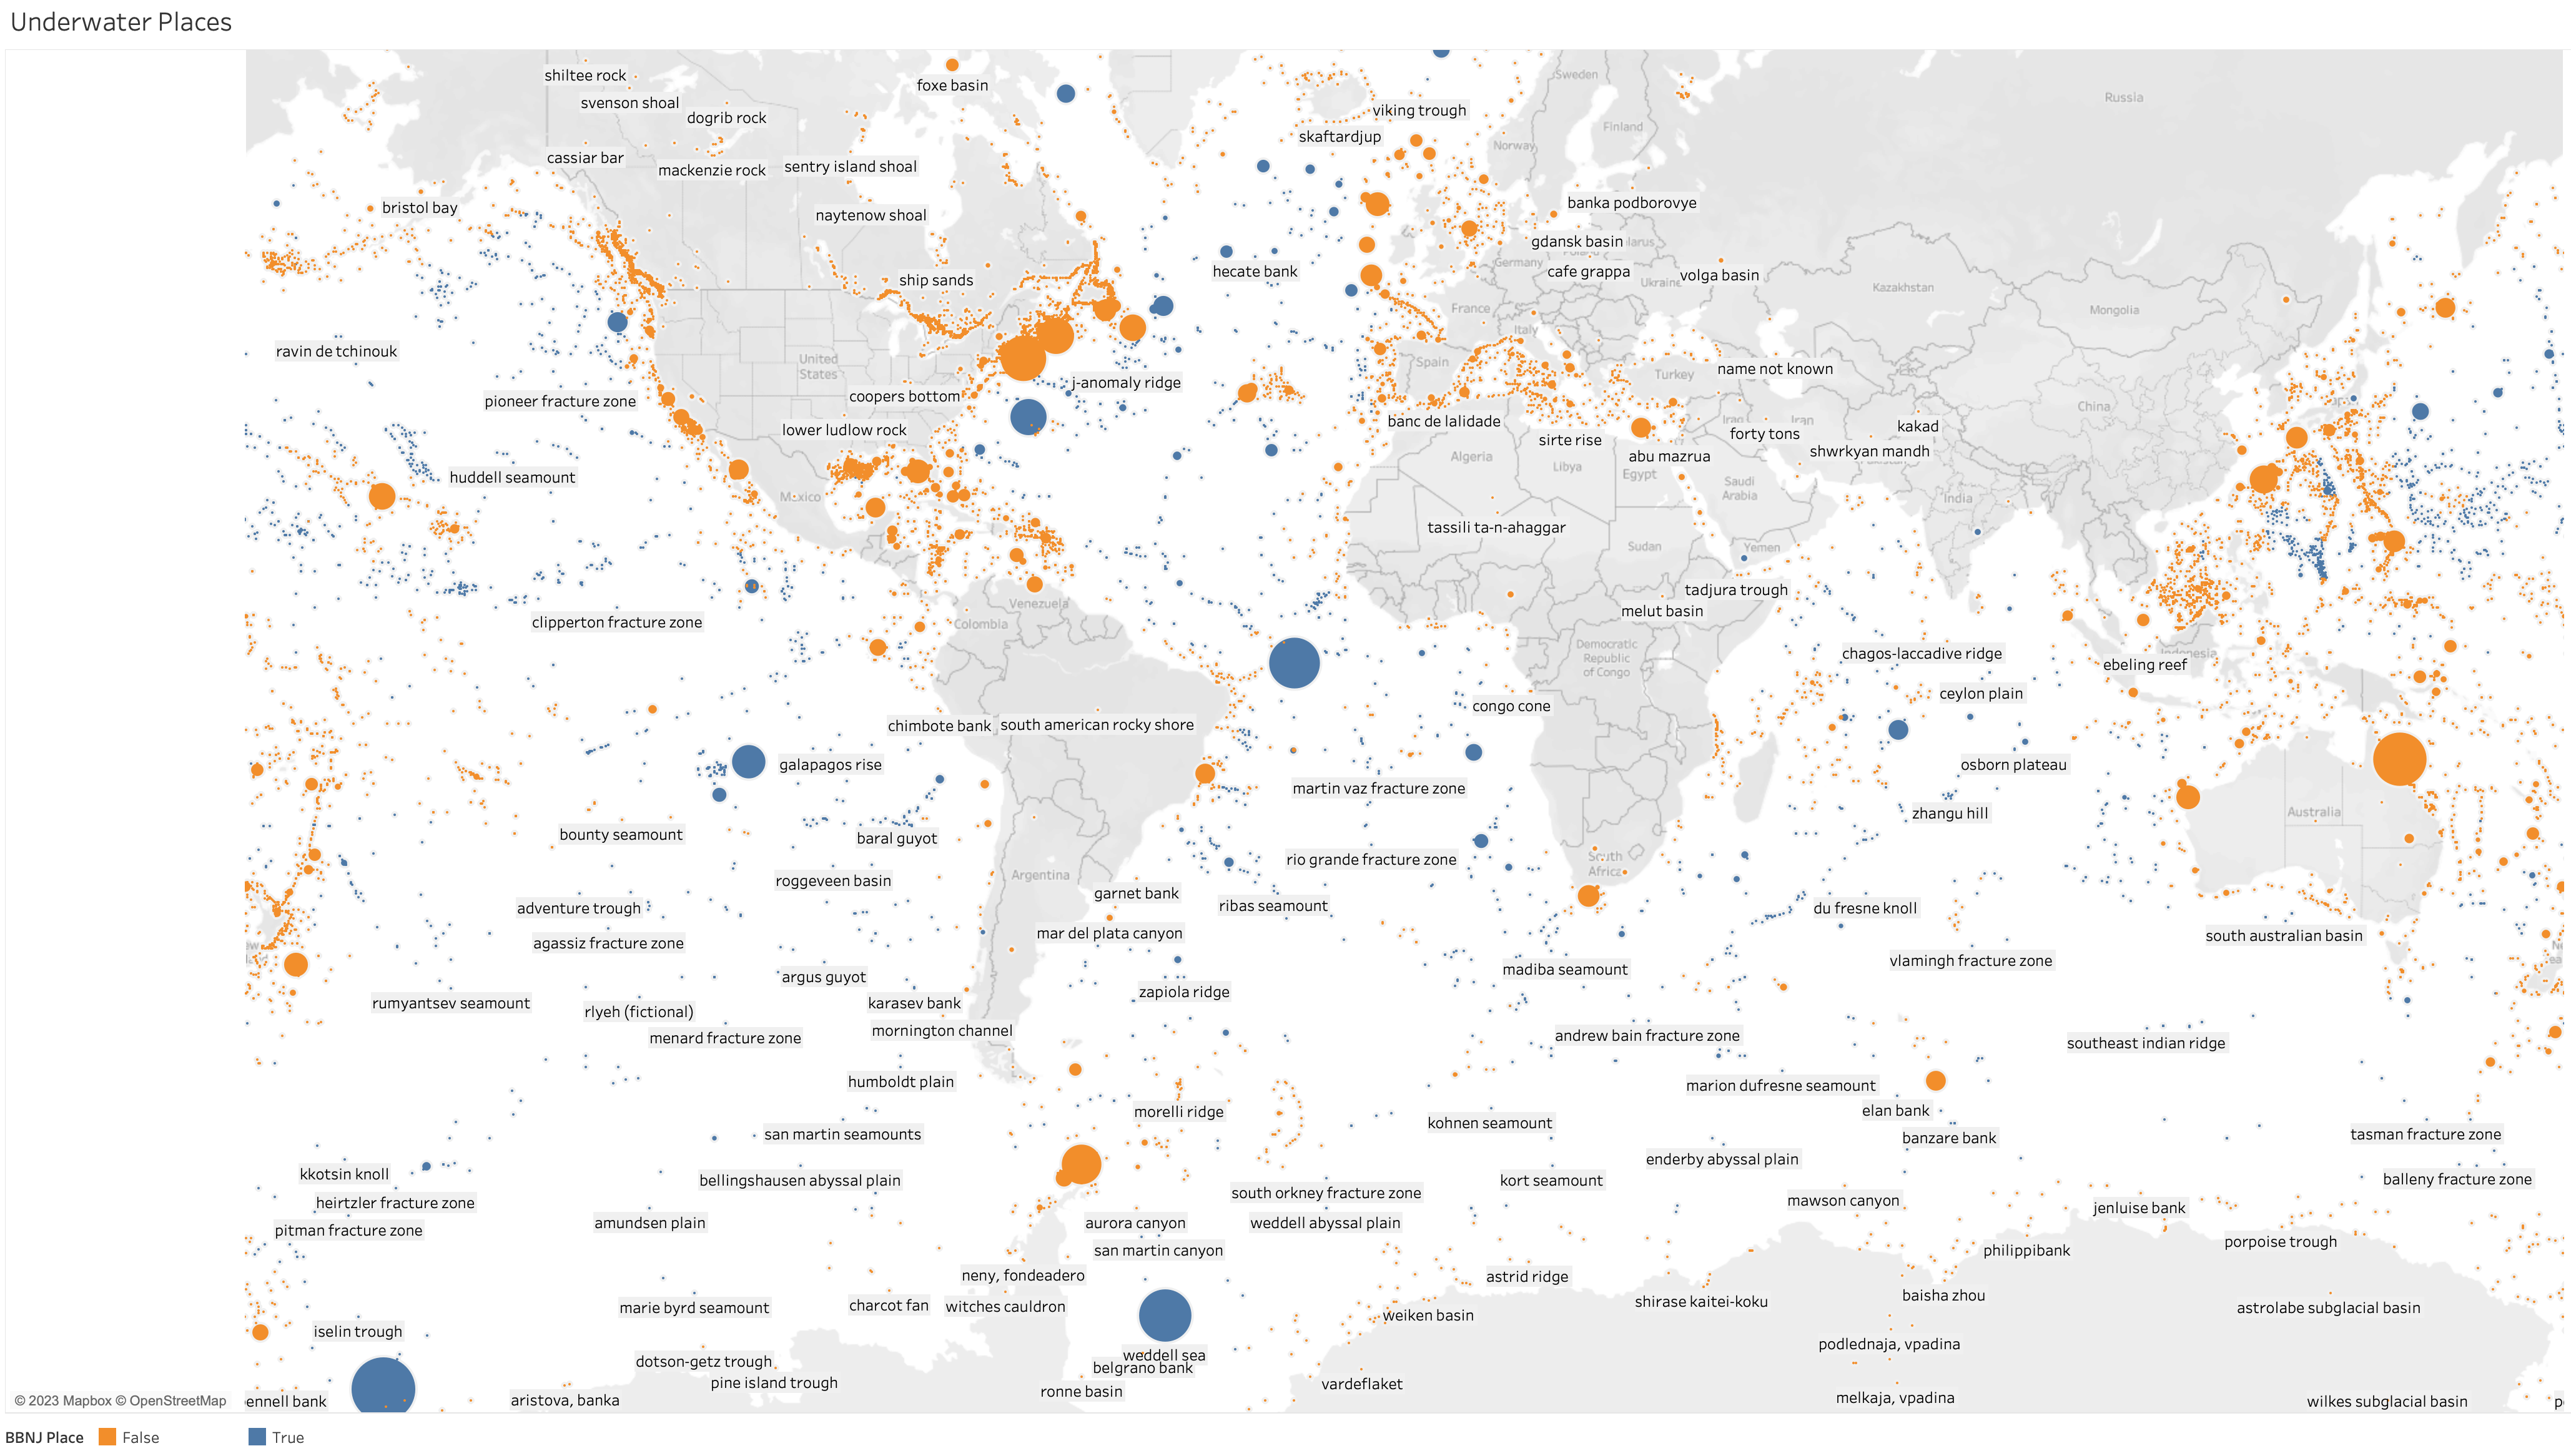 Underwater Places
shiltee rock
foxe basin
Sweden
Russia
svenson shoal
dogrib rock
viking trough
Finland
skaftardjup
Norway
cassiar bar
mackenzie rock
sentry island shoal
bristol bay
naytenow shoal
banka podborovye
gdansk basin
hecate bank
Germany
cafe grappa
volga basin
ship sands
Ukraine
Kazakhstan
France
Mongolia
Italy
ravin de tchinouk
United
States
Spain
Turkey
name not known
j-anomaly ridge
pioneer fracture zone
coopers bottom
China
banc de lalidade
Iraq
Iran
kakad
lower ludlow rock
sirte rise
forty tons
Algeria
Libya
abu mazrua
shwrkyan mandh
huddell seamount
Egypt
Saudi
Arabia
Mexico
India
tassili ta-n-ahaggar
Sudan
Yemen
tadjura trough
Venezuela
melut basin
clipperton fracture zone
Colombia
Democratic
Republic
of Congo
chagos-laccadive ridge
Indonesia
ebeling reef
ceylon plain
congo cone
chimbote bank
south american rocky shore
galapagos rise
osborn plateau
martin vaz fracture zone
zhangu hill
Australia
bounty seamount
baral guyot
rio grande fracture zone
South
Africa
roggeveen basin
Argentina
garnet bank
adventure trough
ribas seamount
du fresne knoll
agassiz fracture zone
mar del plata canyon
south australian basin
argus guyot
madiba seamount
vlamingh fracture zone
rumyantsev seamount
rlyeh (fictional)
karasev bank
zapiola ridge
menard fracture zone
mornington channel
andrew bain fracture zone
southeast indian ridge
humboldt plain
marion dufresne seamount
morelli ridge
elan bank
san martin seamounts
kohnen seamount
banzare bank
tasman fracture zone
kkotsin knoll
bellingshausen abyssal plain
enderby abyssal plain
kort seamount
balleny fracture zone
heirtzler fracture zone
south orkney fracture zone
mawson canyon
jenluise bank
pitman fracture zone
amundsen plain
aurora canyon
weddell abyssal plain
san martin canyon
philippibank
porpoise trough
neny, fondeadero
astrid ridge
marie byrd seamount
charcot fan
witches cauldron
weiken basin
shirase kaitei-koku
baisha zhou
astrolabe subglacial basin
iselin trough
podlednaja, vpadina
dotson-getz trough
weddell sea
belgrano bank
pine island trough
ronne basin
vardeflaket
© 2023 Mapbox © OpenStreetMap
ennell bank
aristova, banka
melkaja, vpadina
wilkes subglacial basin
BBNJ Place
False
True